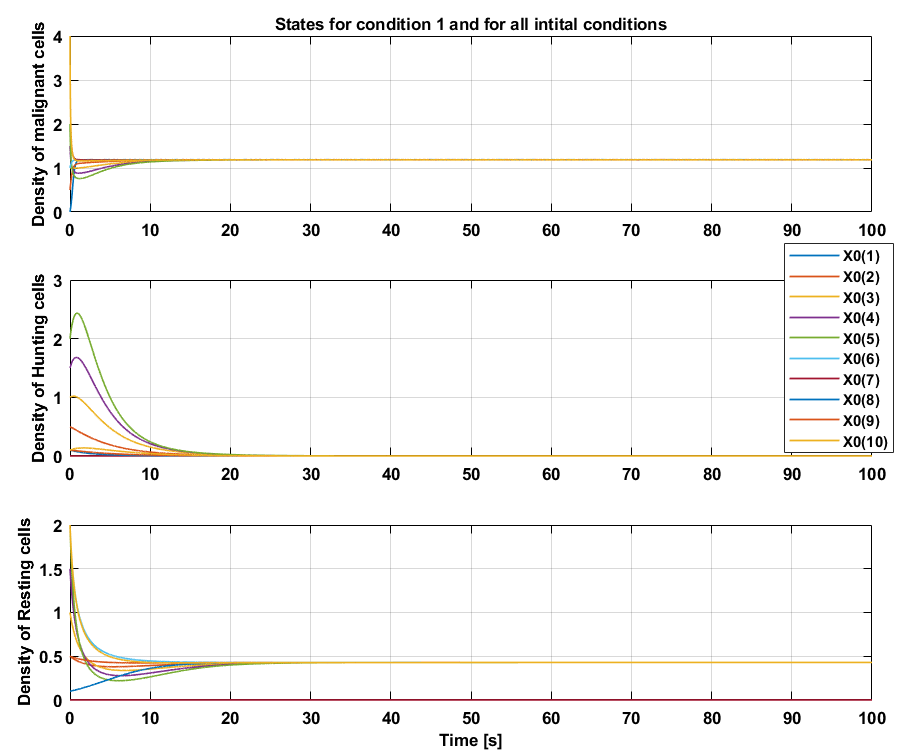 States for condition 1 and for all intital conditions
Density of malignant cells
4
3
2
1
0
0 10 20 30 40 50 60 70 80 90 100
Density of Hunting cells
3
2
1
0
0 10 20 30 40 50 60 70 80 90 100
X0(1)
X0(2)
X0(3)
X0(4)
X0(5)
X0(6)
X0(7)
X0(8)
X0(9)
X0(10)
Density of Resting cells
2
1.5
1
0.5
0
0 10 20 30 40 50 60 70 80 90 100
Time [s]